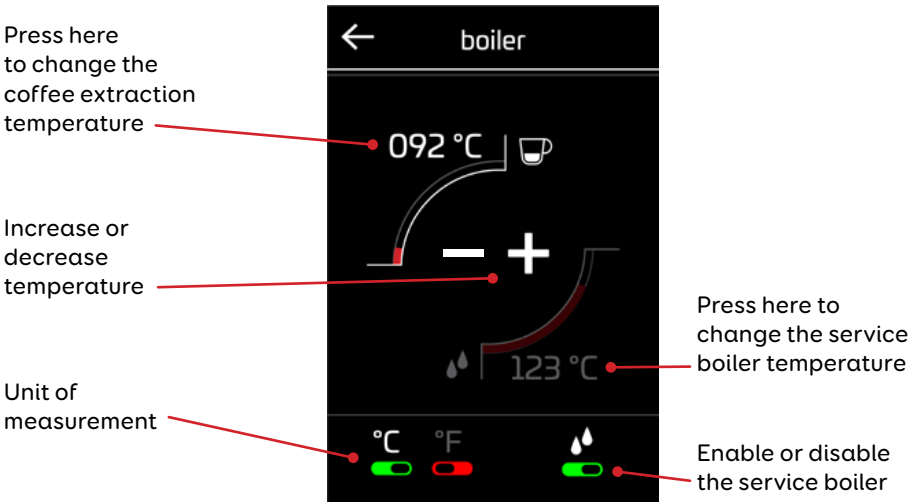 Press here
to change the
coffee extraction
temperature
boiler
092 °C
Increase or
decrease
temperature
Press here to
change the service
boiler temperature
123 °C
Unit of
measurement
°C °F
Enable or disable
the service boiler